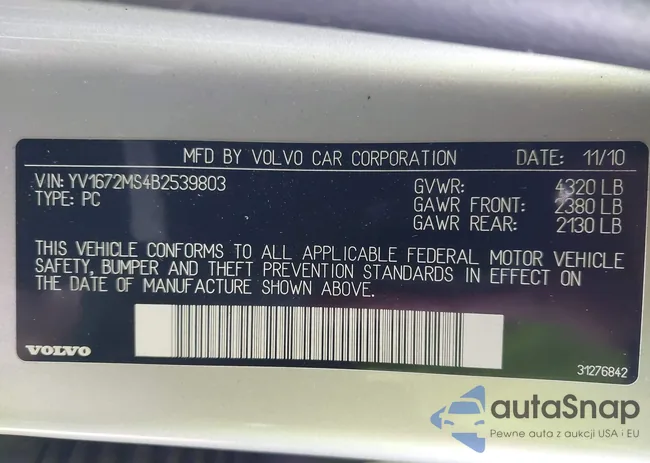 MFD BY VOLVO CAR CORPORATION DATE: 11/10
VIN: YV1672MS4B2539803 GVWR: 4320 LB
TYPE: PC GAWR FRONT: 2380 LB
GAWR REAR: 2130 LB
THIS VEHICLE CONFORMS TO ALL APPLICABLE FEDERAL MOTOR VEHICLE
SAFETY, BUMPER AND THEFT PREVENTION STANDARDS IN EFFECT ON
THE DATE OF MANUFACTURE SHOWN ABOVE.
VOLVO 31276842
autaSnap
Pewne auta z aukcji USA i EU